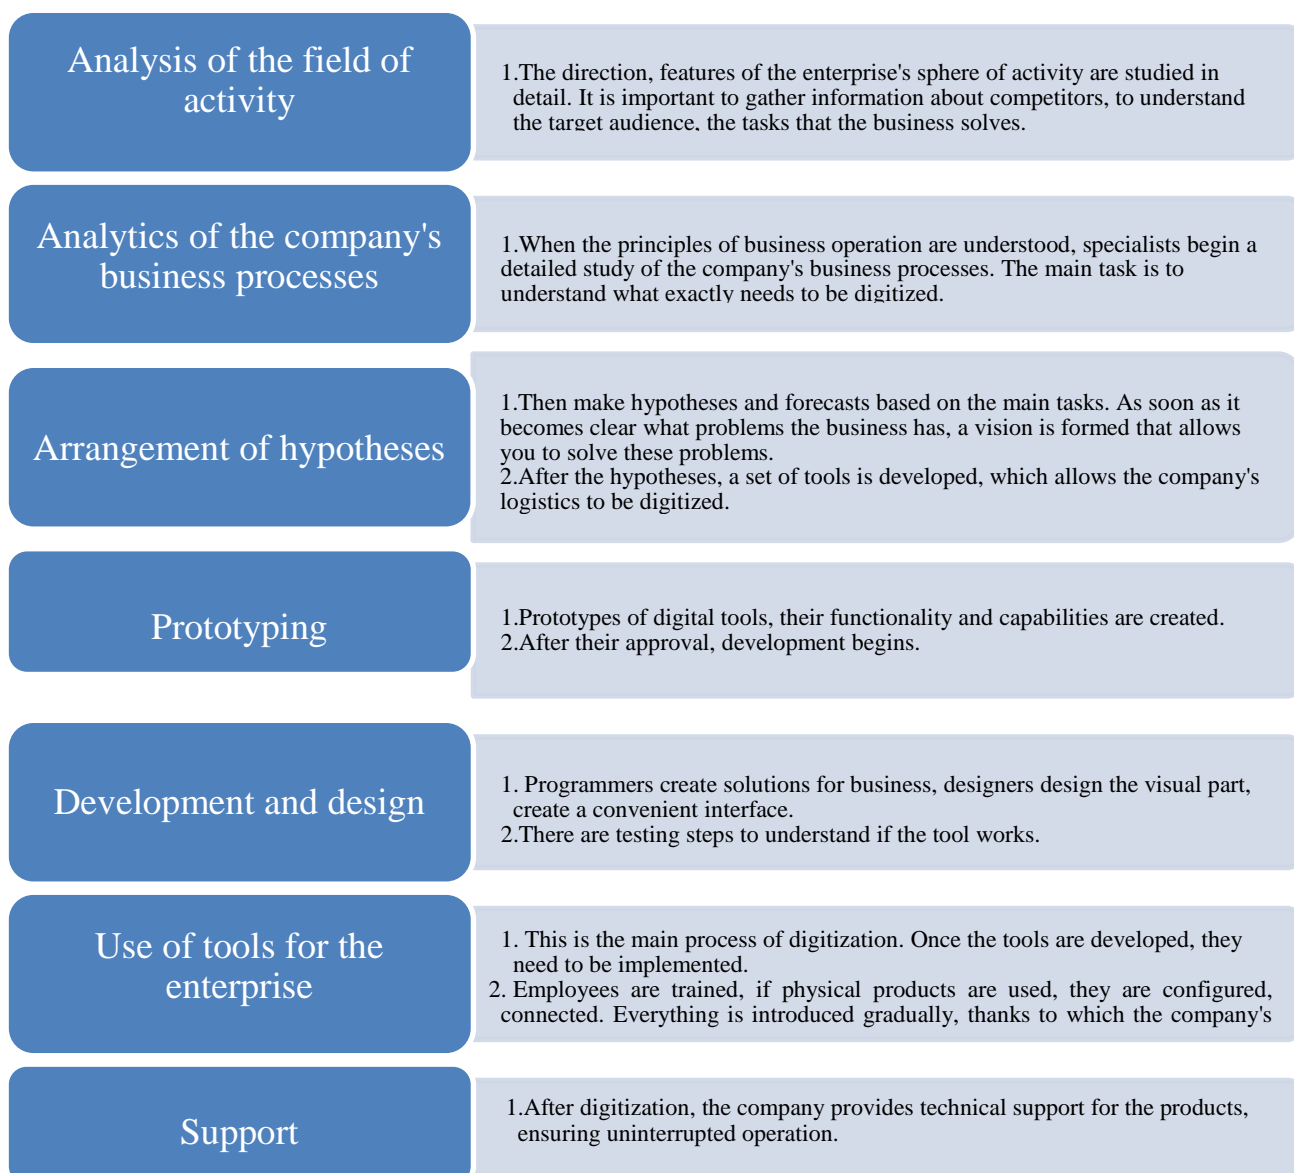 Analysis of the field of
activity
1.The direction, features of the enterprise's sphere of activity are studied in
detail. It is important to gather information about competitors, to understand
the target audience, the tasks that the business solves.
Analytics of the company's
business processes
1.When the principles of business operation are understood, specialists begin a
detailed study of the company's business processes. The main task is to
understand what exactly needs to be digitized.
Arrangement of hypotheses
1.Then make hypotheses and forecasts based on the main tasks. As soon as it
becomes clear what problems the business has, a vision is formed that allows
you to solve these problems.
2.After the hypotheses, a set of tools is developed, which allows the company's
logistics to be digitized.
Prototyping
1.Prototypes of digital tools, their functionality and capabilities are created.
2.After their approval, development begins.
Development and design
1. Programmers create solutions for business, designers design the visual part,
create a convenient interface.
2.There are testing steps to understand if the tool works.
Use of tools for the
enterprise
1. This is the main process of digitization. Once the tools are developed, they
need to be implemented.
2. Employees are trained, if physical products are used, they are configured,
connected. Everything is introduced gradually, thanks to which the company's
Support
1.After digitization, the company provides technical support for the products,
ensuring uninterrupted operation.